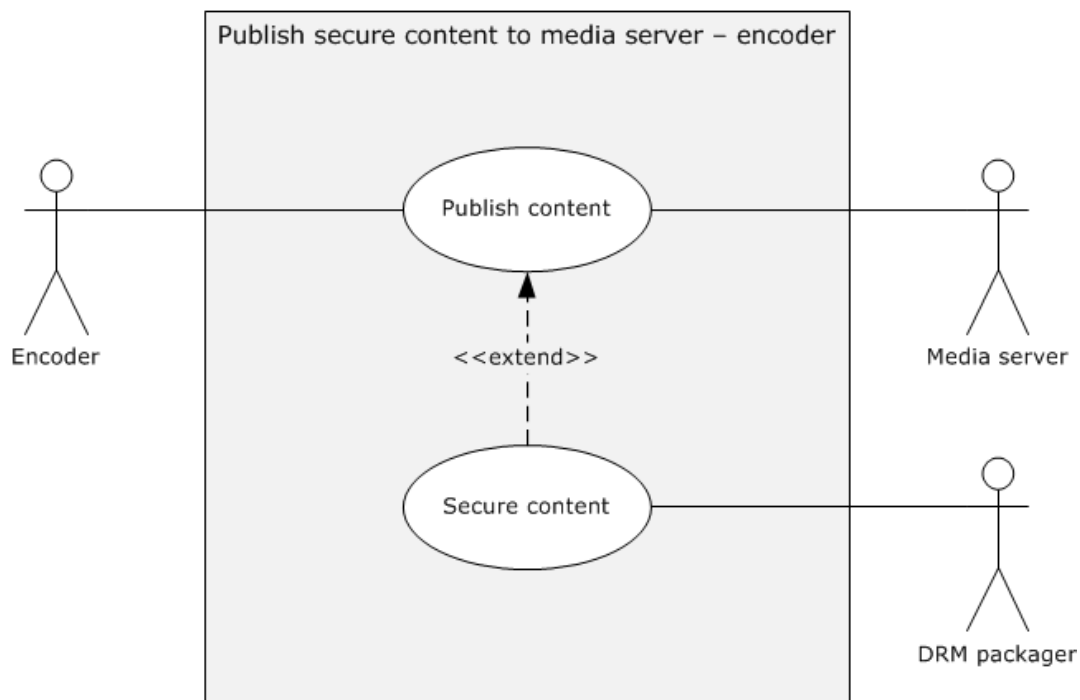 Publish secure content to media server – encoder
Publish content
Encoder
<<extend>>
Media server
Secure content
DRM packager